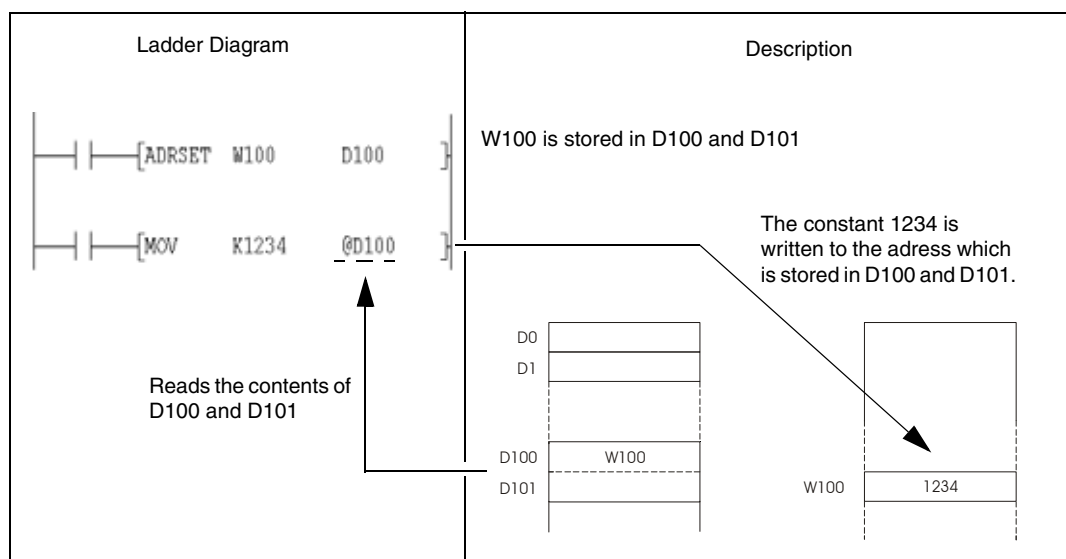 Ladder Diagram
Description
[ADRSET W100 D100 ]
W100 is stored in D100 and D101
[MOV K1234 @D100 ]
The constant 1234 is
written to the adress which
is stored in D100 and D101.
Reads the contents of
D100 and D101
D0
D1
D100 W100
D101
W100 1234